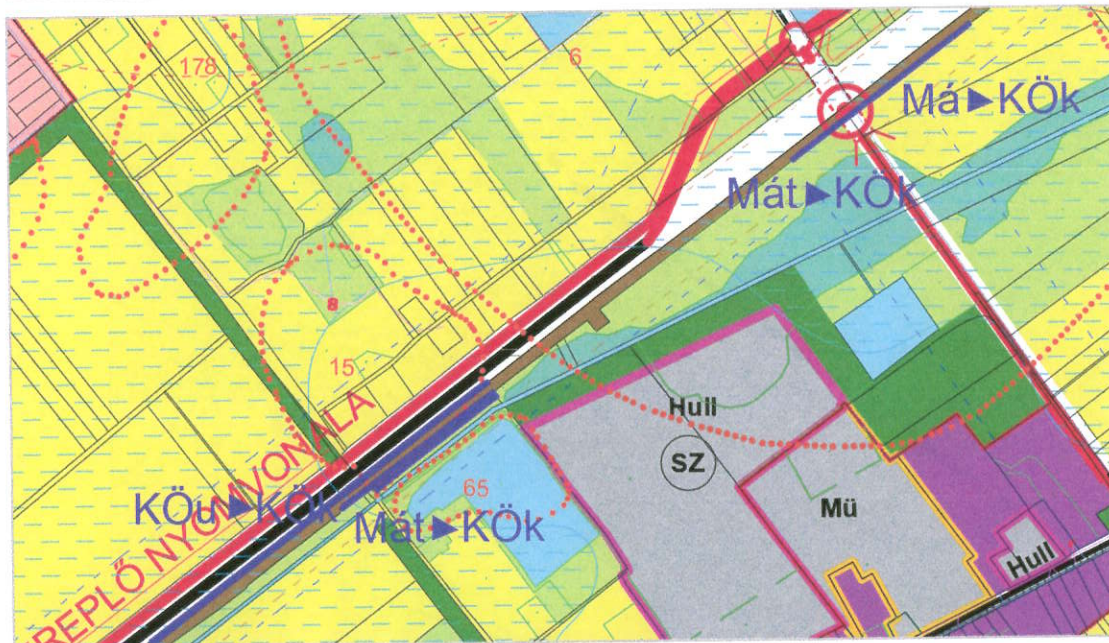 178
6
Má►KÖk
Mát►KÖk
8
15
Hull
SZ
65
KÖu►KÖk
Mát►KÖk
Mü
Hull
REPLŐ NYOMVONALA